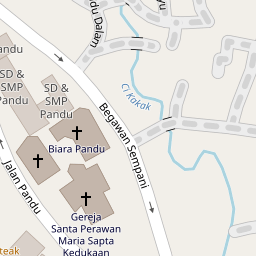 Pandu
SD &
SMP
Pandu
SD &
SMP
Pandu
Dalam
Ci Kakak
Begawan Sempani
Biara Pandu
Jalan Pandu
Gereja
Santa Perawan
Maria Sapta
Kedukaan